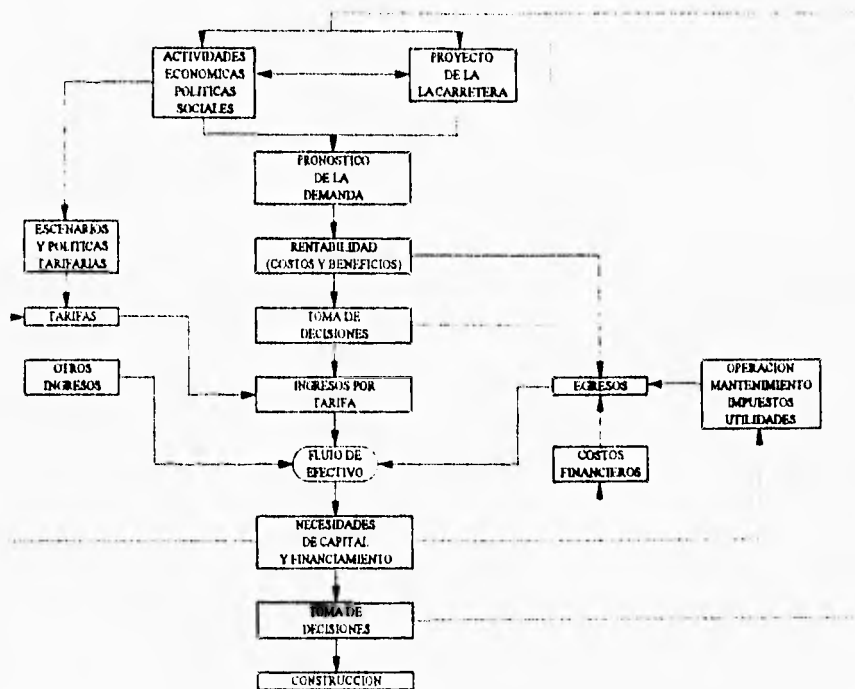 ACTIVIDADES
ECONOMICAS
POLITICAS
SOCIALES
PROYECTO
DE LA
LA CARRETERA
PRONOSTICO
DE LA
DEMANDA
ESCENARIOS
Y POLITICAS
TARIFARIAS
RENTABILIDAD
(COSTOS Y BENEFICIOS)
TARIFAS
TOMA DE
DECISIONES
OTROS
INGRESOS
INGRESOS POR
TARIFA
EGRESOS
OPERACION
MANTENIMIENTO
IMPUESTOS
UTILIDADES
FLUJO DE
EFECTIVO
COSTOS
FINANCIEROS
NECESIDADES
DE CAPITAL
Y FINANCIAMIENTO
TOMA DE
DECISIONES
CONSTRUCCION